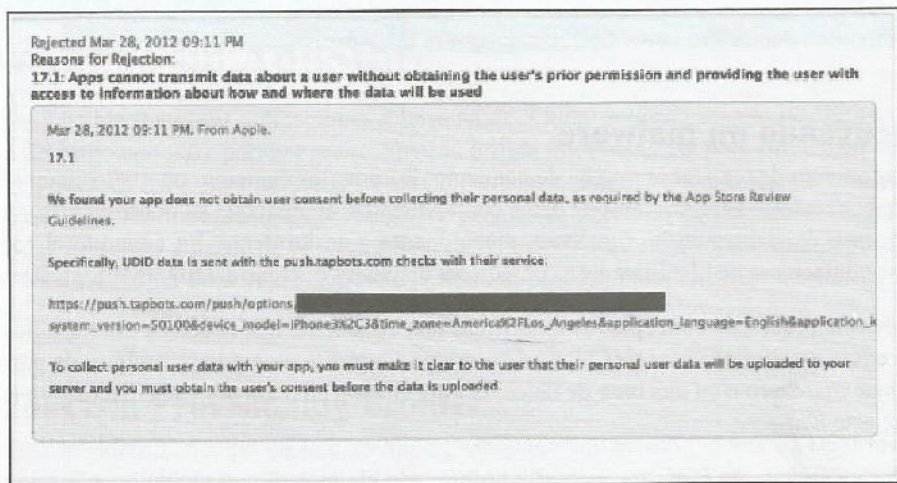 Rejected Mar 28, 2012 09:11 PM
Reasons for Rejection:
17.1: Apps cannot transmit data about a user without obtaining the user's prior permission and providing the user with
access to information about how and where the data will be used
Mar 28, 2012 09:11 PM. From Apple.
17.1
We found your app does not obtain user consent before collecting their personal data, as required by the App Store Review
Guidelines.
Specifically, UDID data is sent with the push.tapbots.com checks with their service:
https://push.tapbots.com/push/options/
system_version=50100&device_model=iPhone3%2C3&time_zone=America%2FLos_Angeles&application_language=English&application_k
To collect personal user data with your app, you must make it clear to the user that their personal user data will be uploaded to your
server and you must obtain the user's consent before the data is uploaded.